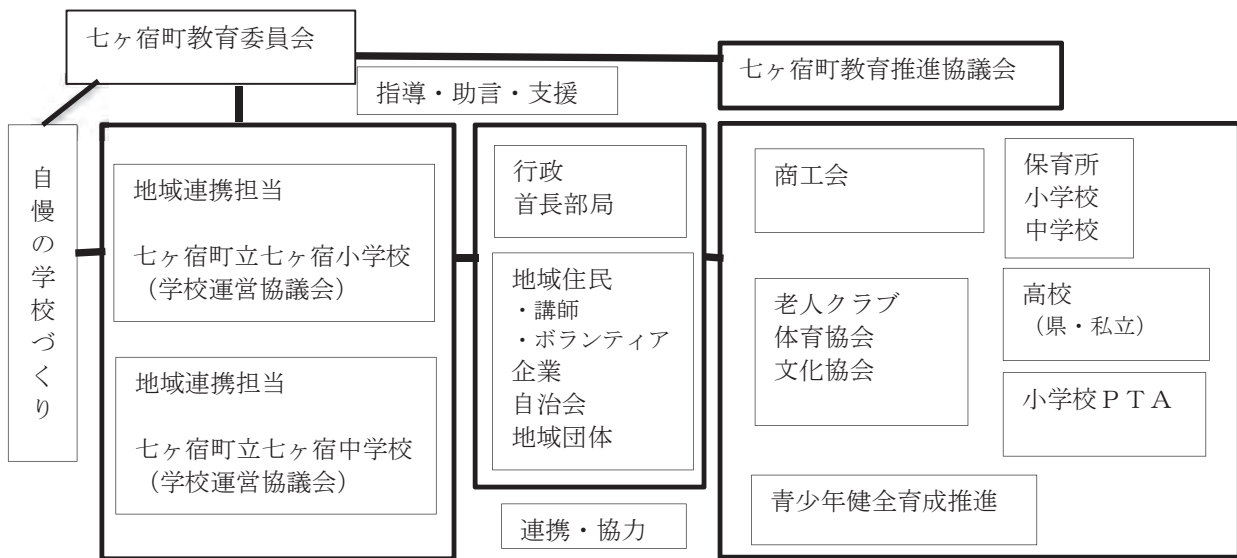 七ヶ宿町教育委員会
七ヶ宿町教育推進協議会
指導・助言・支援
自慢の学校づくり
地域連携担当
七ヶ宿町立七ヶ宿小学校
（学校運営協議会）
地域連携担当
七ヶ宿町立七ヶ宿中学校
（学校運営協議会）
行政
首長部局
地域住民
・講師
・ボランティア
企業
自治会
地域団体
連携・協力
商工会
保育所
小学校
中学校
老人クラブ
体育協会
文化協会
高校
（県・私立）
小学校ＰＴＡ
青少年健全育成推進